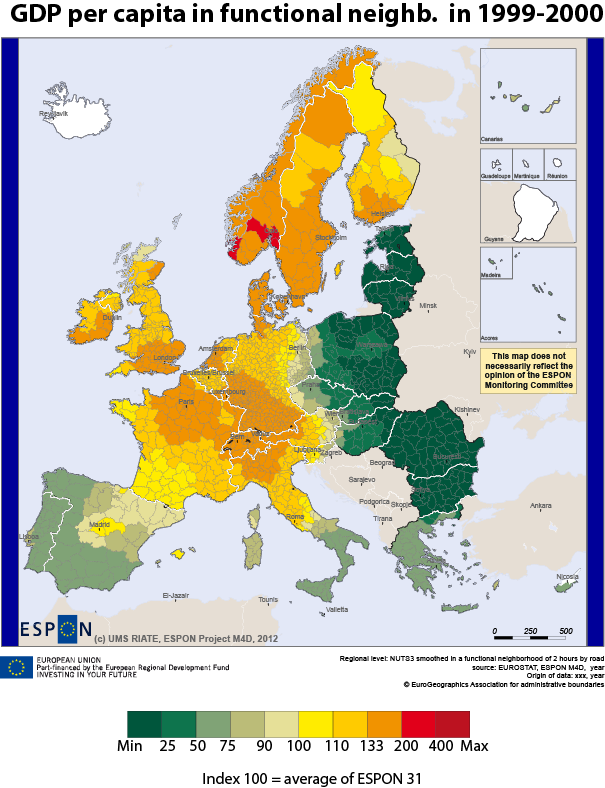 GDP per capita in functional neighb. in 1999-2000
Reykjavik
Canarias
Guadeloupe Martinique Réunion
Guyane
Helsinki
Stockholm
Madeira
Riga
Kobenhavn
Vilnius
Minsk
Açores
Dublin
Warszawa
London
Amsterdam
Berlin
This map does not
necessarily reflect the
opinion of the ESPON
Monitoring Committee
Kyiv
Bruxelles/Brussel
Luxembourg
Praha
Paris
Wien
Kishinev
Bern
Vaduz
Ljubljana
Zagreb
Bucuresti
Beograd
Sarajevo
Madrid
Roma
Podgorica
Skopje
Ankara
Tirana
Lisboa
El-Jazair
Tounis
Valletta
Nicosia
ESPON
(c) UMS RIATE, ESPON Project M4D, 2012
0 250 500
EUROPEAN UNION
Part-financed by the European Regional Development Fund
INVESTING IN YOUR FUTURE
Regional level: NUTS3 smoothed in a functional neighborhood of 2 hours by road
source: EUROSTAT, ESPON M4D, year
Origin of data: xxx, year
© EuroGeographics Association for administrative boundaries
Min 25 50 75 90 100 110 133 200 400 Max
Index 100 = average of ESPON 31